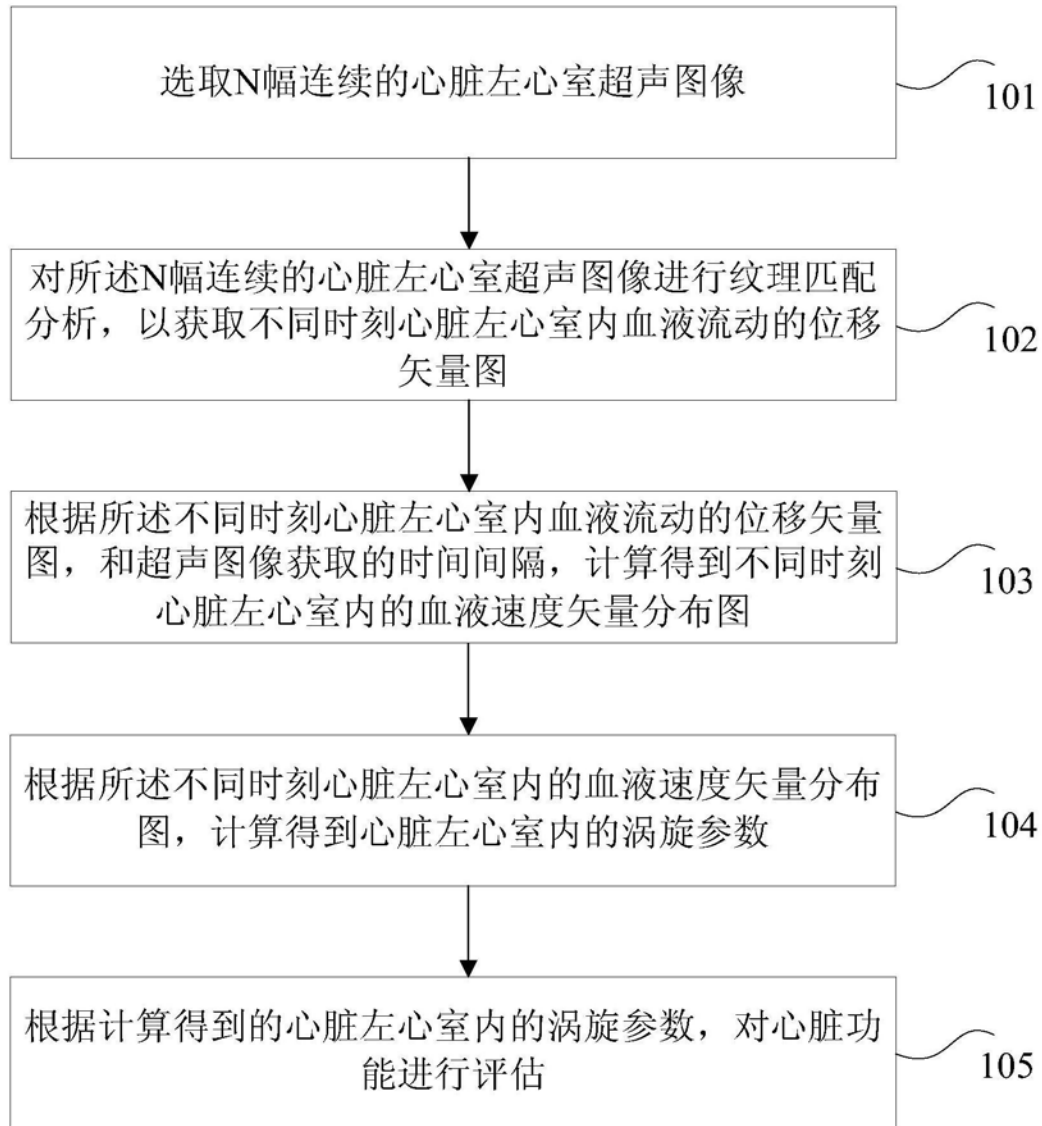 选取N幅连续的心脏左心室超声图像
101
对所述N幅连续的心脏左心室超声图像进行纹理匹配
分析，以获取不同时刻心脏左心室内血液流动的位移
矢量图
102
根据所述不同时刻心脏左心室内血液流动的位移矢量
图，和超声图像获取的时间间隔，计算得到不同时刻
心脏左心室内的血液速度矢量分布图
103
根据所述不同时刻心脏左心室内的血液速度矢量分布
图，计算得到心脏左心室内的涡旋参数
104
根据计算得到的心脏左心室内的涡旋参数，对心脏功
能进行评估
105